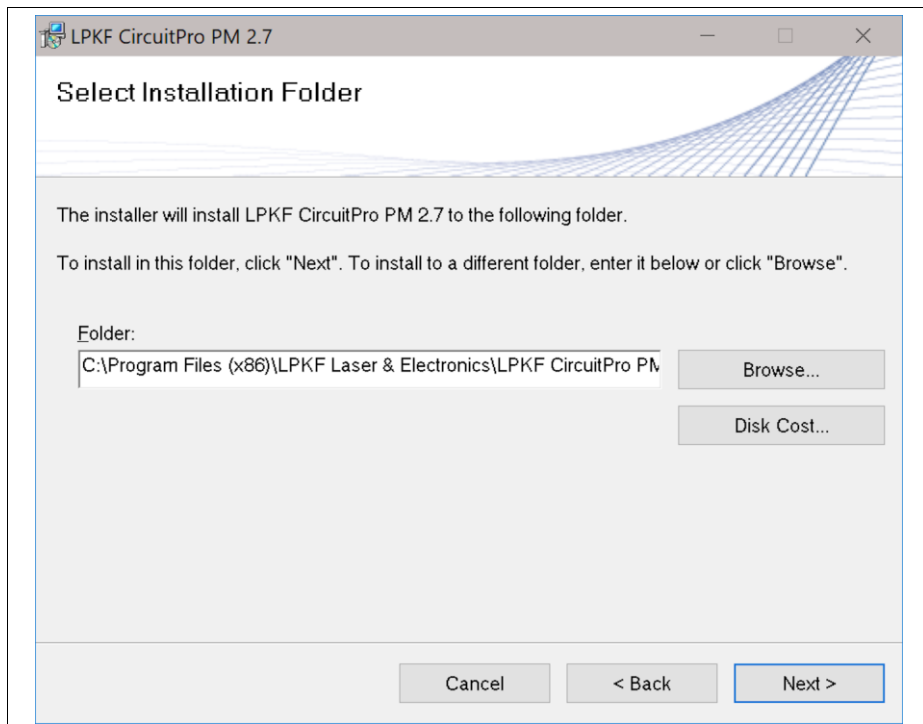 LPKF CircuitPro PM 2.7
Select Installation Folder
The installer will install LPKF CircuitPro PM 2.7 to the following folder.
To install in this folder, click "Next". To install to a different folder, enter it below or click "Browse".
Folder:
C:\Program Files (x86)\LPKF Laser & Electronics\LPKF CircuitPro PM
Browse...
Disk Cost...
Cancel
< Back
Next >